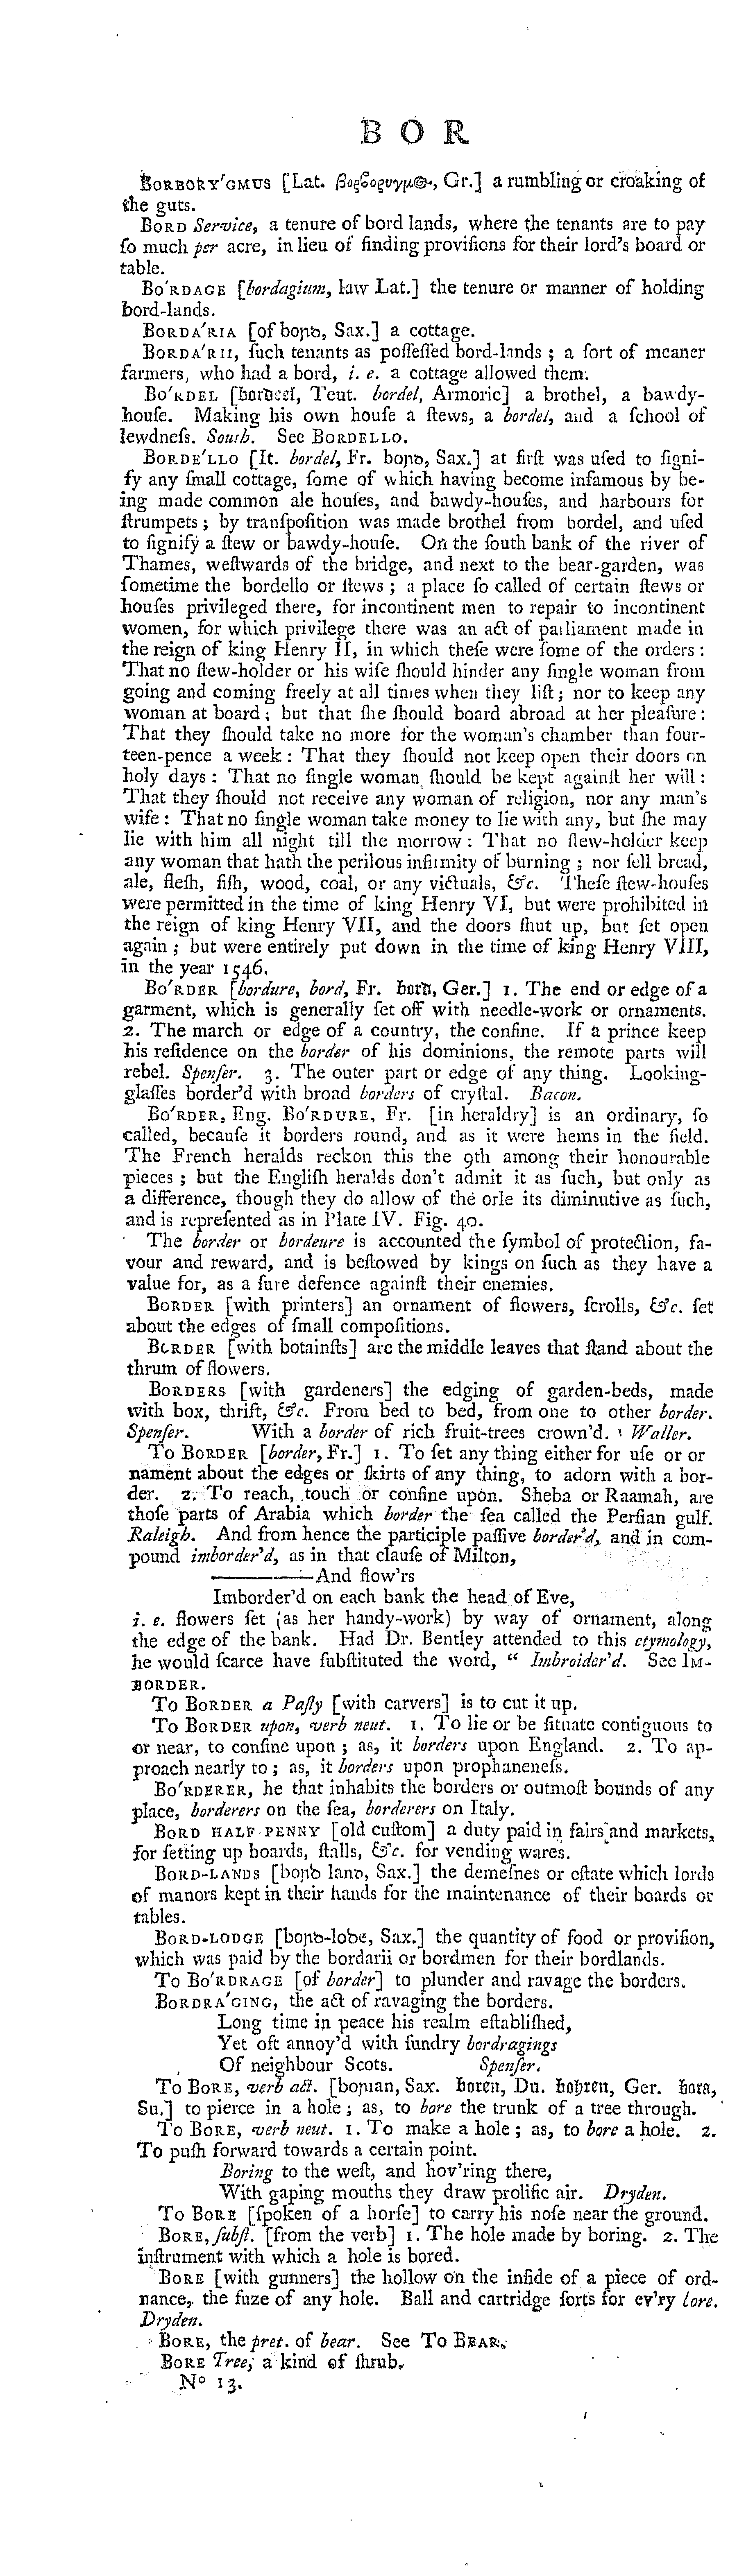 B O R
BORBORY'GMUS [Lat. βορβορυγμος, Gr.] a rumbling or croaking of
the guts.
BORD Service, a tenure of bord lands, where the tenants are to pay
ſo much per acre, in lieu of finding proviſions for their lord's board or
table.
BO'RDAGE [bordagium, law Lat.] the tenure or manner of holding
bord-lands.
BORDA'RIA [of bord, Sax.] a cottage.
BORDA'RII, ſuch tenants as poſſeſſed bord-lands ; a ſort of meaner
farmers, who had a bord, i. e. a cottage allowed them.
BO'RDEL [bordeel, Teut. bordel, Armoric] a brothel, a bawdy-
houſe. Making his own houſe a ſtews, a bordel, and a ſchool of
lewdneſs. South. See BORDELLO.
BORDE'LLO [It. bordel, Fr. bord, Sax.] at firſt was uſed to ſigni-
fy any ſmall cottage, ſome of which having become infamous by be-
ing made common ale houſes, and bawdy-houſes, and harbours for
ſtrumpets ; by tranſpoſition was made brothel from bordel, and uſed
to ſignify a ſtew or bawdy-houſe. On the ſouth bank of the river of
Thames, weſtwards of the bridge, and next to the bear-garden, was
ſometime the bordello or ſtews ; a place ſo called of certain ſtews or
houſes privileged there, for incontinent men to repair to incontinent
women, for which privilege there was an act of parliament made in
the reign of king Henry II, in which theſe were ſome of the orders :
That no ſtew-holder or his wife ſhould hinder any ſingle woman from
going and coming freely at all times when they liſt ; nor to keep any
woman at board ; but that ſhe ſhould board abroad at her pleaſure :
That they ſhould take no more for the woman's chamber than four-
teen-pence a week : That they ſhould not keep open their doors on
holy days : That no ſingle woman ſhould be kept againſt her will :
That they ſhould not receive any woman of religion, nor any man's
wife : That no ſingle woman take money to lie with any, but ſhe may
lie with him all night till the morrow : That no ſtew-holder keep
any woman that hath the perilous infirmity of burning ; nor ſell bread,
ale, fleſh, fiſh, wood, coal, or any victuals, &c. Theſe ſtew-houſes
were permitted in the time of king Henry VI, but were prohibited in
the reign of king Henry VII, and the doors ſhut up, but ſet open
again ; but were entirely put down in the time of king Henry VIII,
in the year 1546.
BO'RDER [bordure, bord, Fr. bord, Ger.] 1. The end or edge of a
garment, which is generally ſet off with needle-work or ornaments.
2. The march or edge of a country, the confine. If a prince keep
his reſidence on the border of his dominions, the remote parts will
rebel. Spenſer. 3. The outer part or edge of any thing. Looking-
glaſſes border'd with broad borders of cryſtal. Bacon.
BO'RDER, Eng. BO'RDURE, Fr. [in heraldry] is an ordinary, ſo
called, becauſe it borders round, and as it were hems in the field.
The French heralds reckon this the 9th among their honourable
pieces ; but the Engliſh heralds don't admit it as ſuch, but only as
a difference, though they do allow of the orle its diminutive as ſuch,
and is repreſented as in Plate IV. Fig. 40.
The border or bordeure is accounted the ſymbol of protection, fa-
vour and reward, and is beſtowed by kings on ſuch as they have a
value for, as a ſure defence againſt their enemies.
BORDER [with printers] an ornament of flowers, ſcrolls, &c. ſet
about the edges of ſmall compoſitions.
BORDER [with botainſts] are the middle leaves that ſtand about the
thrum of flowers.
BORDERS [with gardeners] the edging of garden-beds, made
with box, thrift, &c. From bed to bed, from one to other border.
Spenſer. With a border of rich fruit-trees crown'd. Waller.
To BORDER [border, Fr.] 1. To ſet any thing either for uſe or or
nament about the edges or ſkirts of any thing, to adorn with a bor-
der. 2. To reach, touch or confine upon. Sheba or Raamah, are
thoſe parts of Arabia which border the ſea called the Perſian gulf.
Raleigh. And from hence the participle paſſive border'd, and in com-
pound imborder'd, as in that clauſe of Milton,
————And flow'rs
Imborder'd on each bank the head of Eve,
i. e. flowers ſet (as her handy-work) by way of ornament, along
the edge of the bank. Had Dr. Bentley attended to this etymology,
he would ſcarce have ſubſtituted the word, “ Imbroider'd. See IM-
BORDER.
To BORDER a Paſty [with carvers] is to cut it up.
To BORDER upon, verb neut. 1. To lie or be ſituate contiguous to
or near, to confine upon ; as, it borders upon England. 2. To ap-
proach nearly to ; as, it borders upon prophaneneſs.
BO'RDERER, he that inhabits the borders or outmoſt bounds of any
place, borderers on the ſea, borderers on Italy.
BORD HALF-PENNY [old cuſtom] a duty paid in fairs and markets,
for ſetting up boards, ſtalls, &c. for vending wares.
BORD-LANDS [bord land, Sax.] the demeſnes or eſtate which lords
of manors kept in their hands for the maintenance of their boards or
tables.
BORD-LODGE [bord-lode, Sax.] the quantity of food or proviſion,
which was paid by the bordarii or bordmen for their bordlands.
To BO'RDRAGE [of border] to plunder and ravage the borders.
BORDRA'GING, the act of ravaging the borders.
Long time in peace his realm eſtabliſhed,
Yet oft annoy'd with ſundry bordragings
Of neighbour Scots. Spenſer.
To BORE, verb act. [borian, Sax. boren, Du. bohren, Ger. bora,
Su.] to pierce in a hole ; as, to bore the trunk of a tree through.
To BORE, verb neut. 1. To make a hole ; as, to bore a hole. 2.
To puſh forward towards a certain point.
Boring to the weſt, and hov'ring there,
With gaping mouths they draw prolific air. Dryden.
To BORE [ſpoken of a horſe] to carry his noſe near the ground.
BORE, ſubſt. [from the verb] 1. The hole made by boring. 2. The
inſtrument with which a hole is bored.
BORE [with gunners] the hollow on the inſide of a piece of ord-
nance, the fuze of any hole. Ball and cartridge ſorts for ev'ry bore.
Dryden.
BORE, the pret. of bear. See To BEAR.
BORE Tree, a kind of ſhrub.
Nº 13.